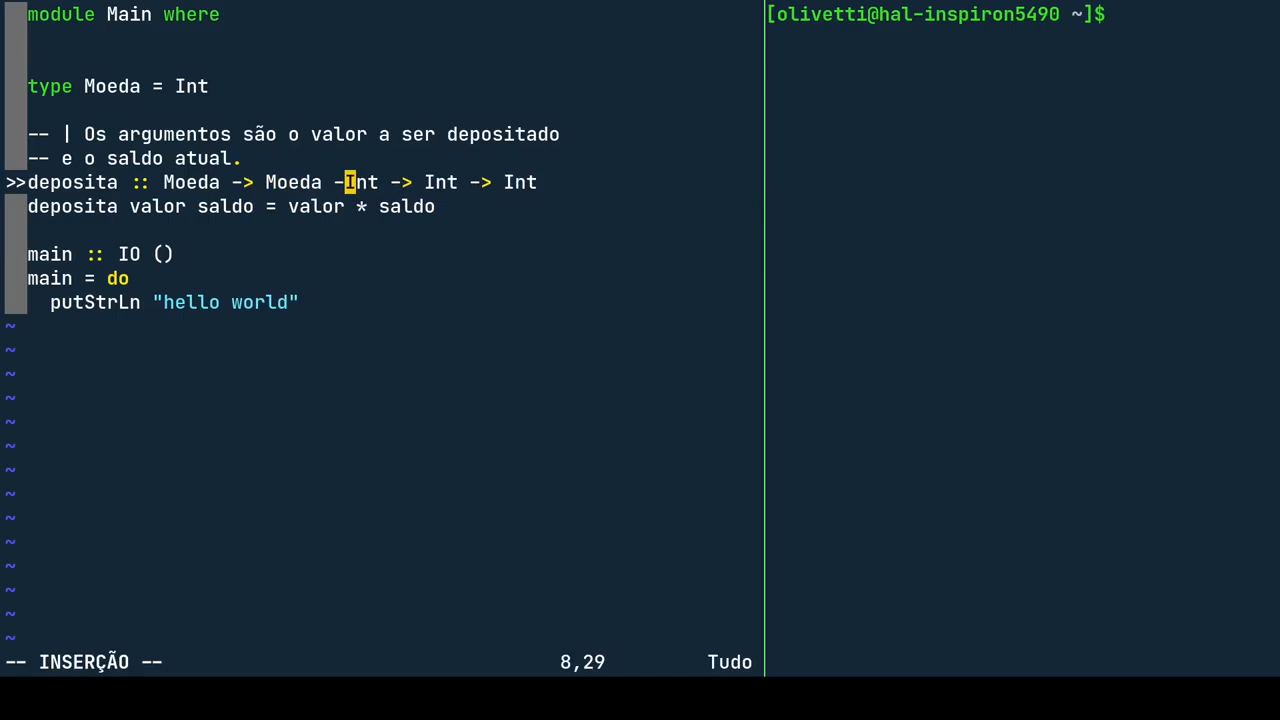 module Main where
type Moeda = Int
-- | Os argumentos são o valor a ser depositado
-- e o saldo atual.
>>deposita :: Moeda -> Moeda -Int -> Int -> Int
deposita valor saldo = valor * saldo
main :: IO ()
main = do
putStrLn "hello world"
~
~
~
~
~
~
~
~
~
~
~
~
~
~
-- INSERÇÃO -- 8,29 Tudo
[olivetti@hal-inspiron5490 ~]$